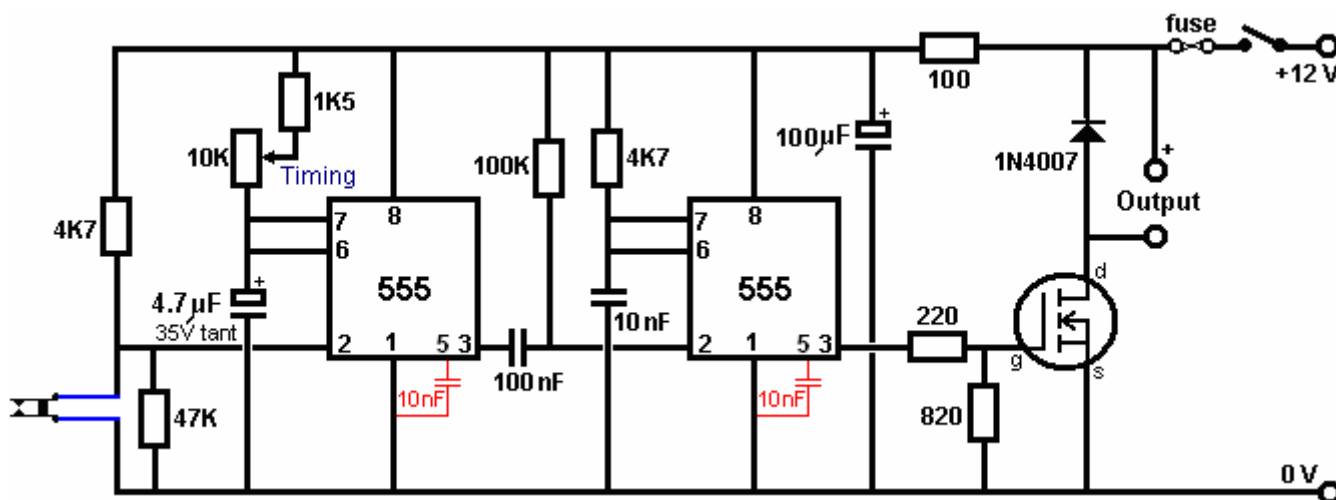 fuse
+12 V
100
1K5
10K
Timing
100K
4K7
100µF
+
1N4007
+
Output
4K7
7
8
6
555
4.7µF
+
35V tant
2
1
5
3
10nF
100 nF
10 nF
7
8
6
555
2
1
5
3
10nF
220
d
g
s
820
47K
0 V